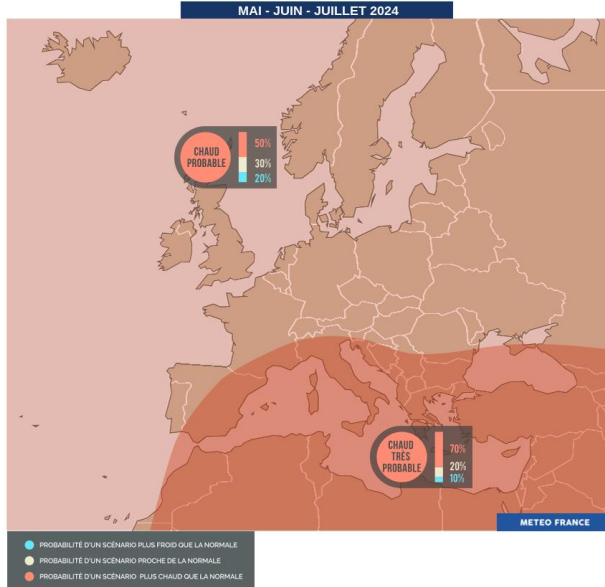 MAI - JUIN - JUILLET 2024
CHAUD
PROBABLE
50%
30%
20%
CHAUD
TRÈS
PROBABLE
70%
20%
10%
METEO FRANCE
PROBABILITÉ D'UN SCÉNARIO PLUS FROID QUE LA NORMALE
PROBABILITÉ D'UN SCÉNARIO PROCHE DE LA NORMALE
PROBABILITÉ D'UN SCÉNARIO PLUS CHAUD QUE LA NORMALE